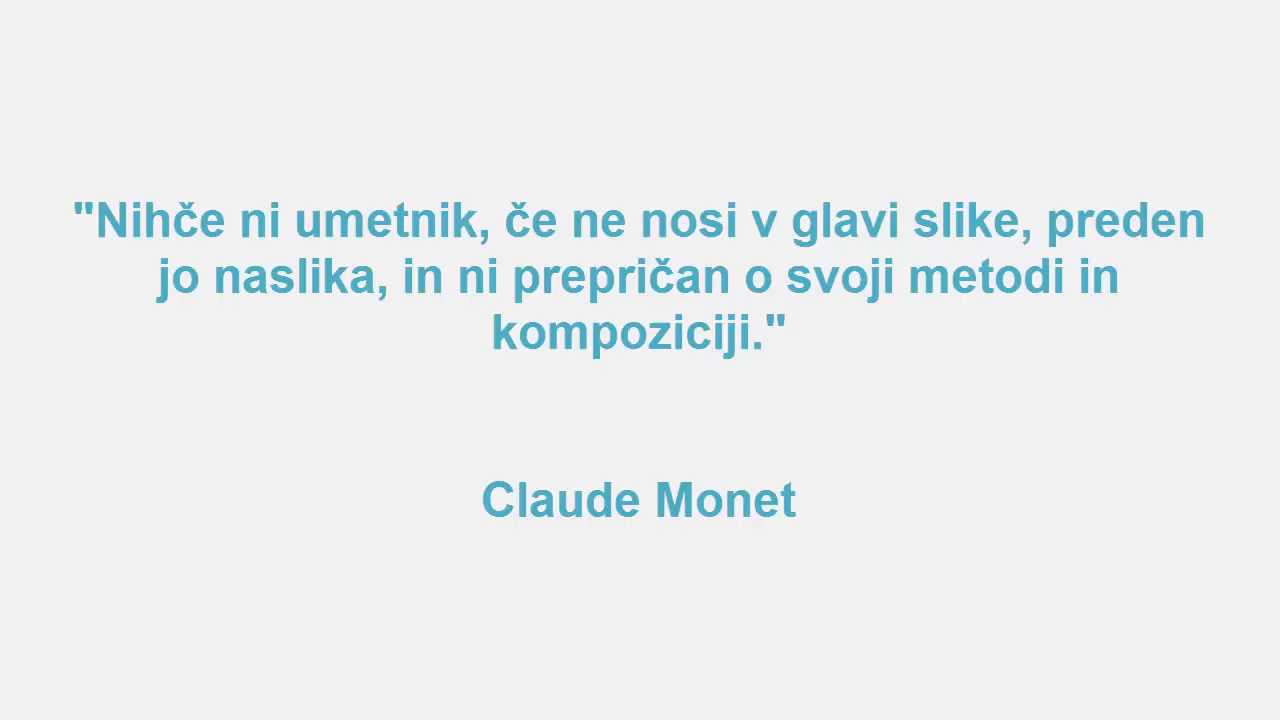 "Nihče ni umetnik, če ne nosi v glavi slike, preden
jo naslika, in ni prepričan o svoji metodi in
kompoziciji."
Claude Monet